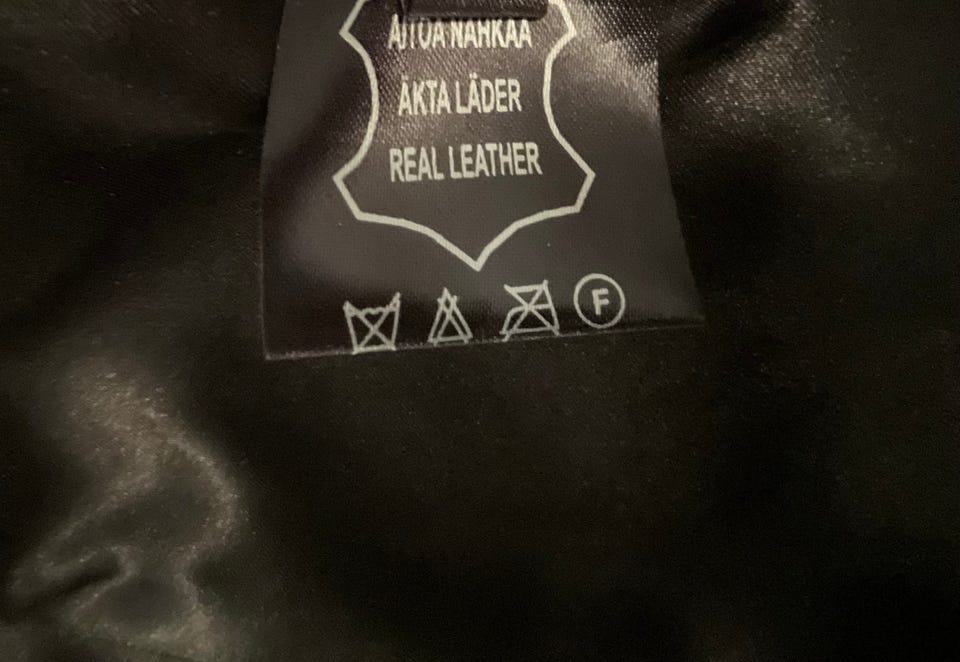 AITOA NAHKAA
ÄKTA LÄDER
REAL LEATHER
F